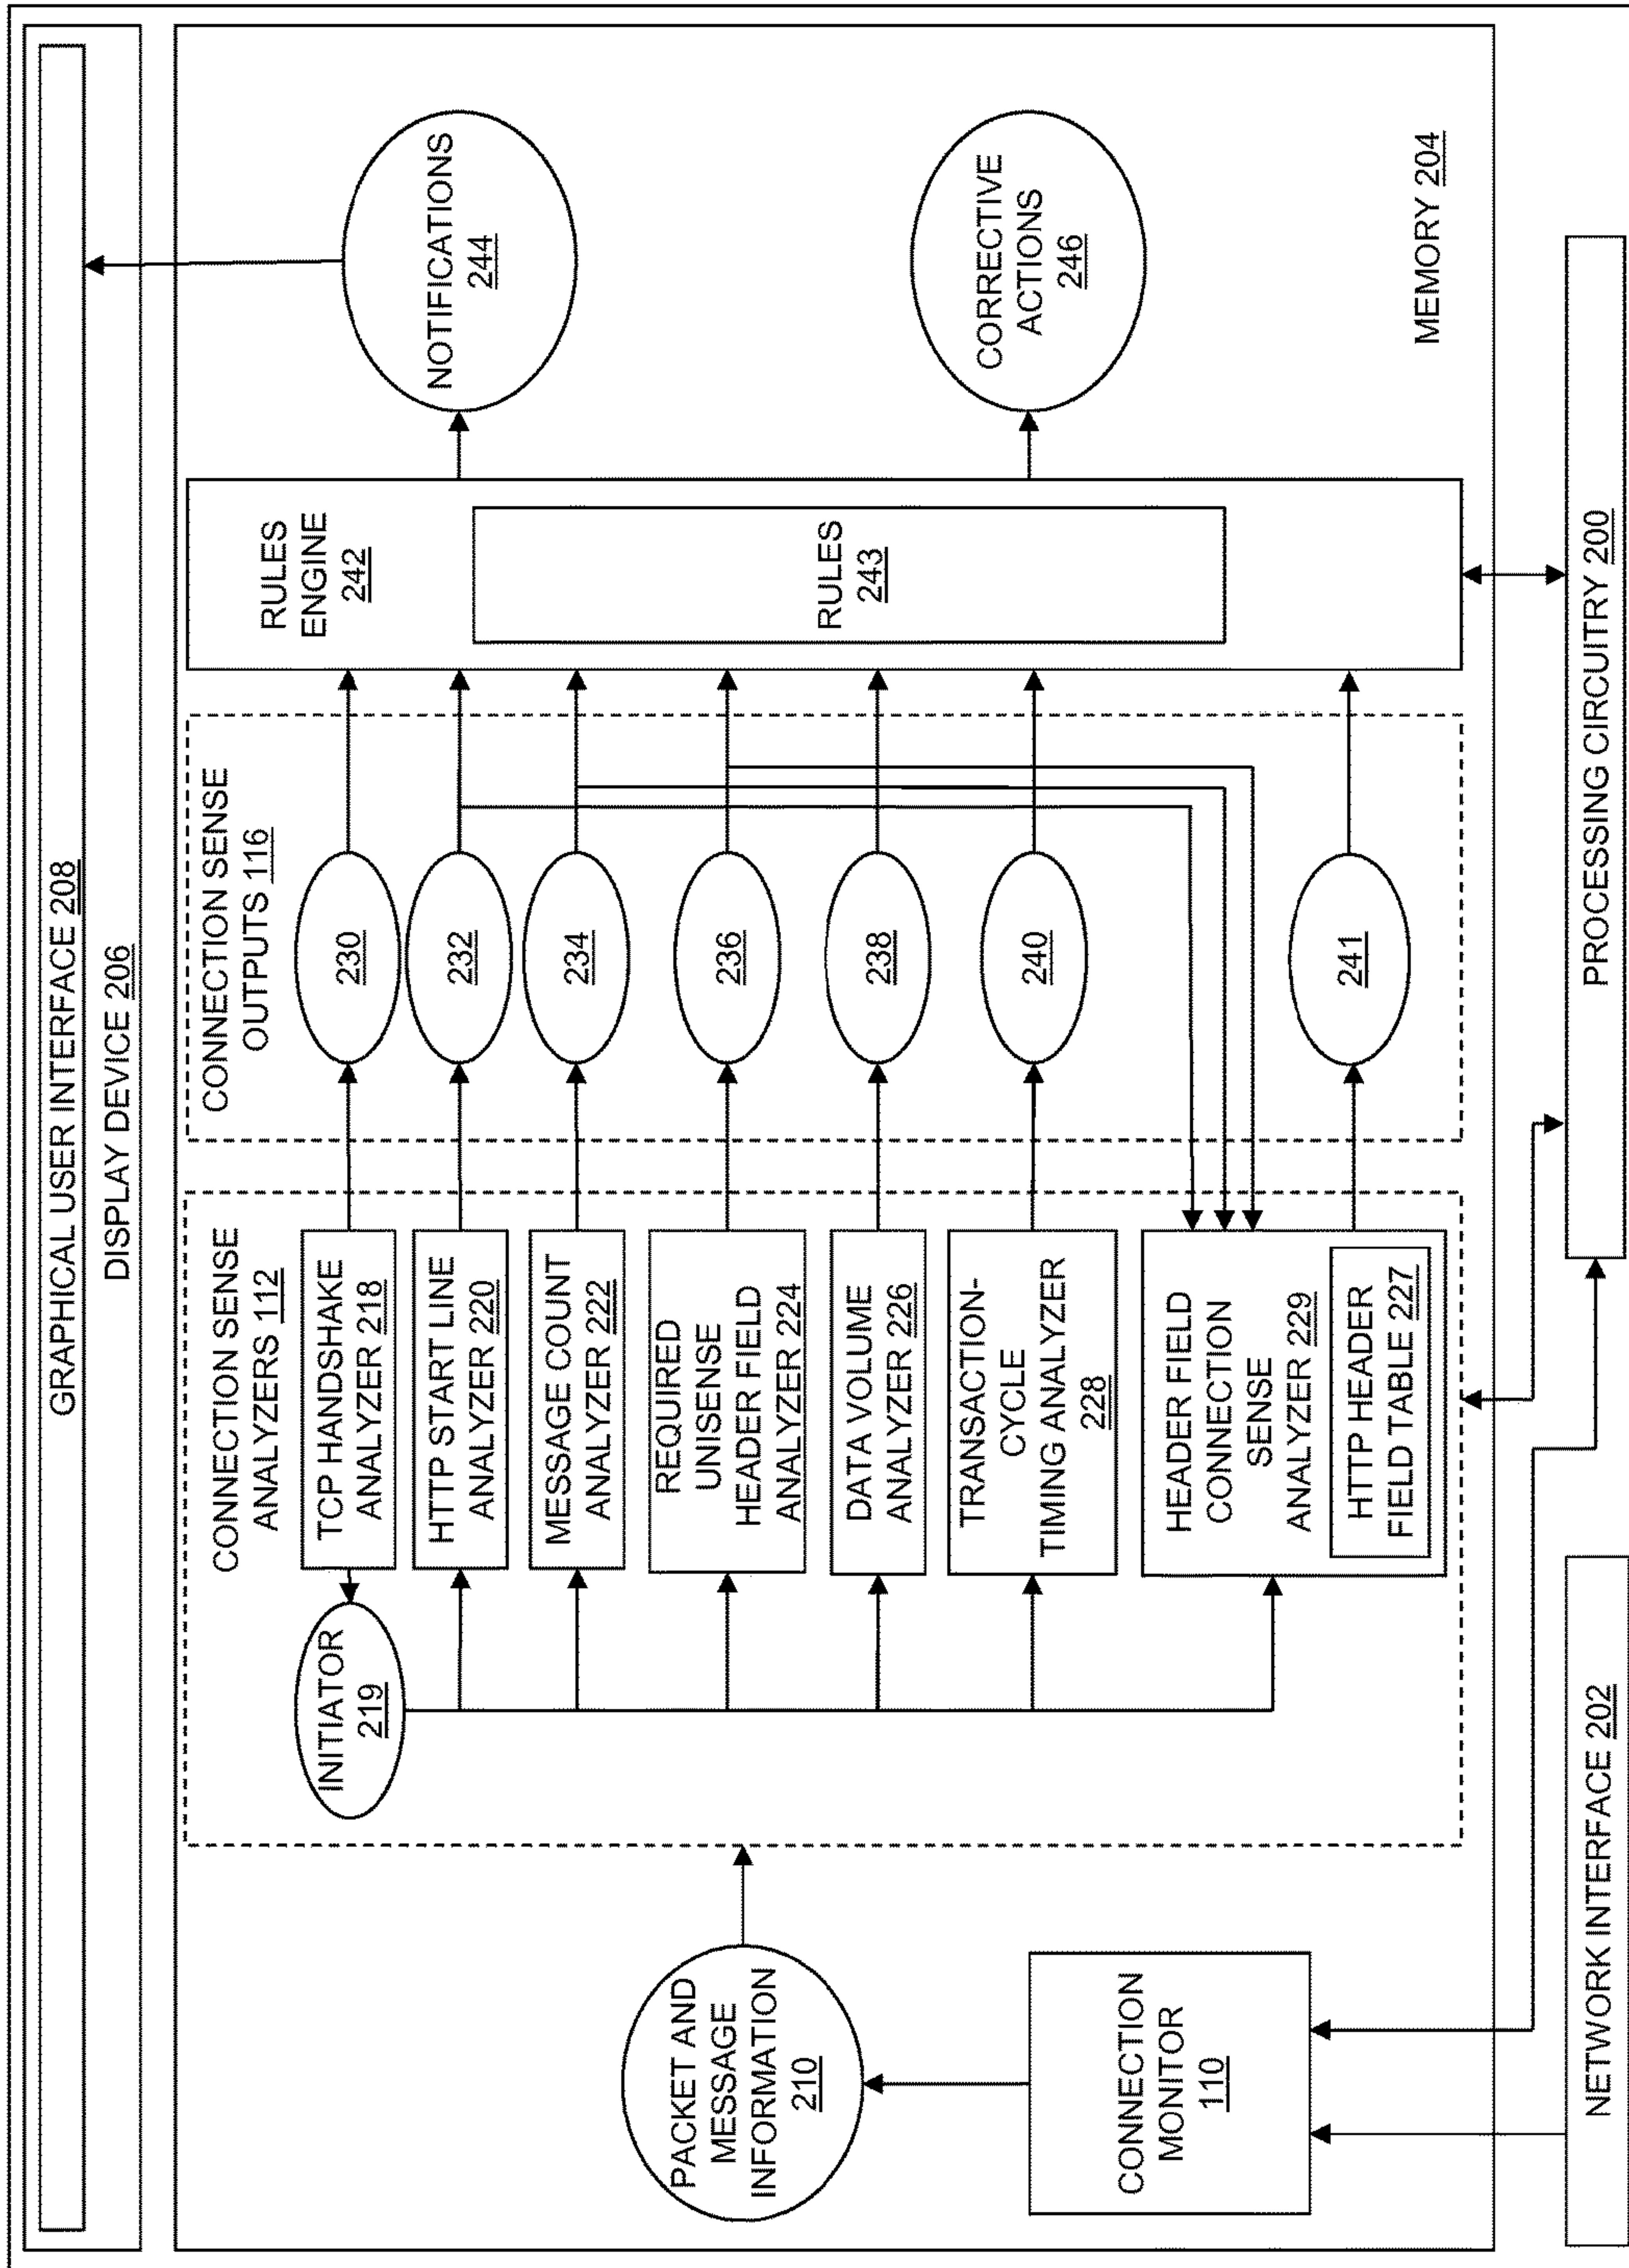 GRAPHICAL USER INTERFACE 208
DISPLAY DEVICE 206
PACKET AND
MESSAGE
INFORMATION
210
CONNECTION
MONITOR
110
CONNECTION SENSE
ANALYZERS 112
INITIATOR
219
TCP HANDSHAKE
ANALYZER 218
HTTP START LINE
ANALYZER 220
MESSAGE COUNT
ANALYZER 222
REQUIRED
UNISENSE
HEADER FIELD
ANALYZER 224
DATA VOLUME
ANALYZER 226
TRANSACTION-
CYCLE
TIMING ANALYZER
228
HEADER FIELD
CONNECTION
SENSE
ANALYZER 229
HTTP HEADER
FIELD TABLE 227
CONNECTION SENSE
OUTPUTS 116
230
232
234
236
238
240
241
RULES
ENGINE
242
RULES
243
NOTIFICATIONS
244
CORRECTIVE
ACTIONS
246
MEMORY 204
NETWORK INTERFACE 202
PROCESSING CIRCUITRY 200